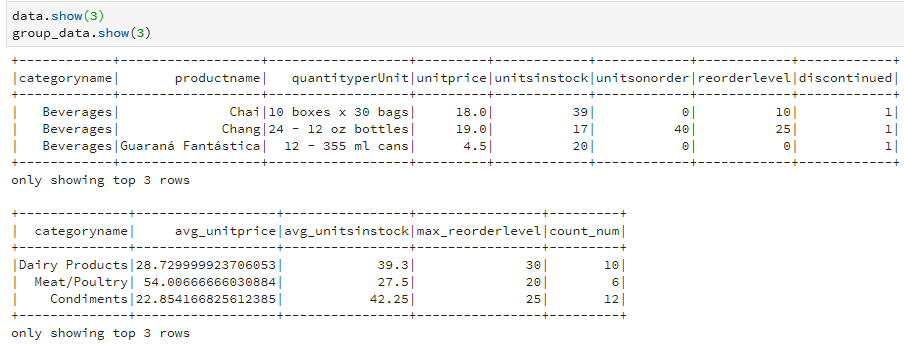 data.show(3)
group_data.show(3)
+------------+-----------------+-------------------+---------+------------+------------+------------+------------+
|categoryname|      productname|    quantityperUnit|unitprice|unitsinstock|unitsonorder|reorderlevel|discontinued|
+------------+-----------------+-------------------+---------+------------+------------+------------+------------+
|   Beverages|             Chai|10 boxes x 30 bags|     18.0|          39|           0|          10|           1|
|   Beverages|            Chang|24 - 12 oz bottles|     19.0|          17|          40|          25|           1|
|   Beverages|Guaraná Fantástica|  12 - 355 ml cans|      4.5|          20|           0|           0|           1|
+------------+-----------------+-------------------+---------+------------+------------+------------+------------+
only showing top 3 rows
+--------------+------------------+----------------+----------------+---------+
|  categoryname|     avg_unitprice|avg_unitsinstock|max_reorderlevel|count_num|
+--------------+------------------+----------------+----------------+---------+
|Dairy Products|28.729999923706053|            39.3|              30|       10|
|  Meat/Poultry| 54.00666666030884|            27.5|              20|        6|
|    Condiments|22.854166825612385|           42.25|              25|       12|
+--------------+------------------+----------------+----------------+---------+
only showing top 3 rows